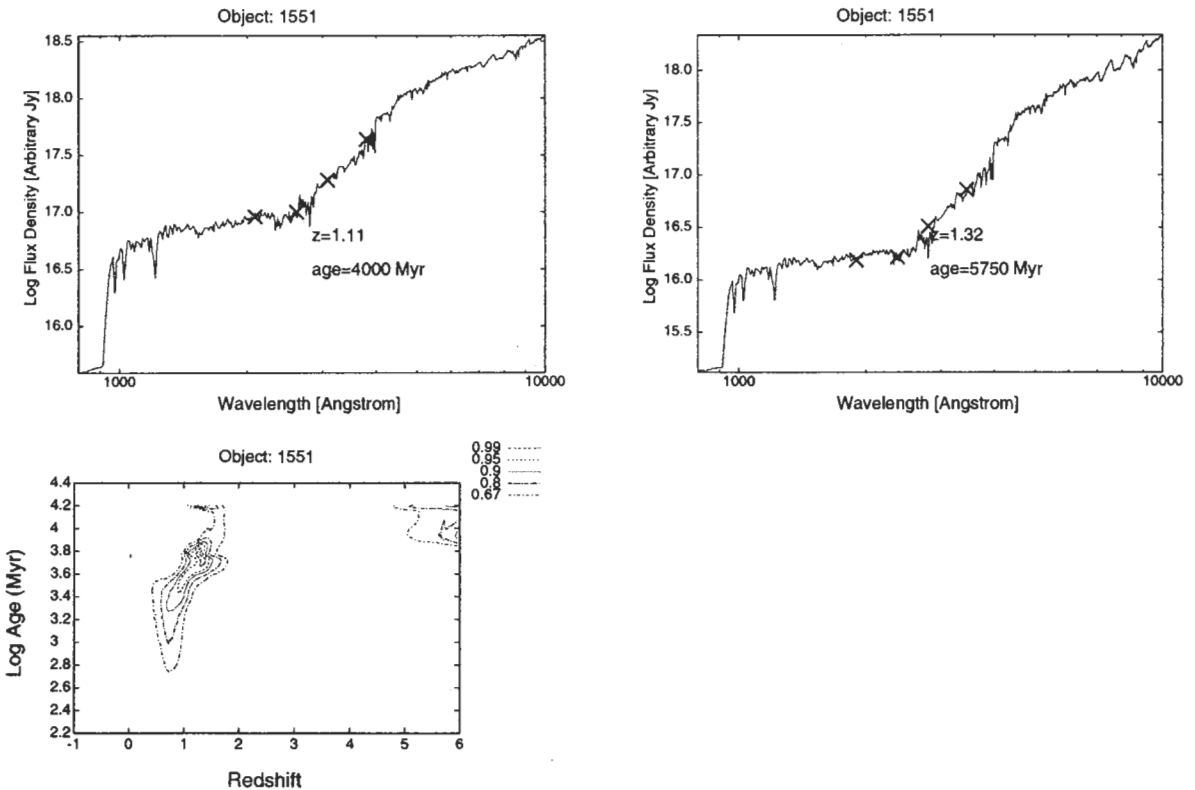 Object: 1551
Log Flux Density [Arbitrary Jy]
18.5
18.0
17.5
17.0
16.5
16.0
z=1.11
age=4000 Myr
1000
10000
Wavelength [Angstrom]
Object: 1551
Log Flux Density [Arbitrary Jy]
18.0
17.5
17.0
16.5
16.0
15.5
z=1.32
age=5750 Myr
1000
10000
Wavelength [Angstrom]
Object: 1551
0.99
0.95
0.9
0.8
0.67
Log Age (Myr)
4.4
4.2
4
3.8
3.6
3.4
3.2
3
2.8
2.6
2.4
2.2
-1 0 1 2 3 4 5 6
Redshift